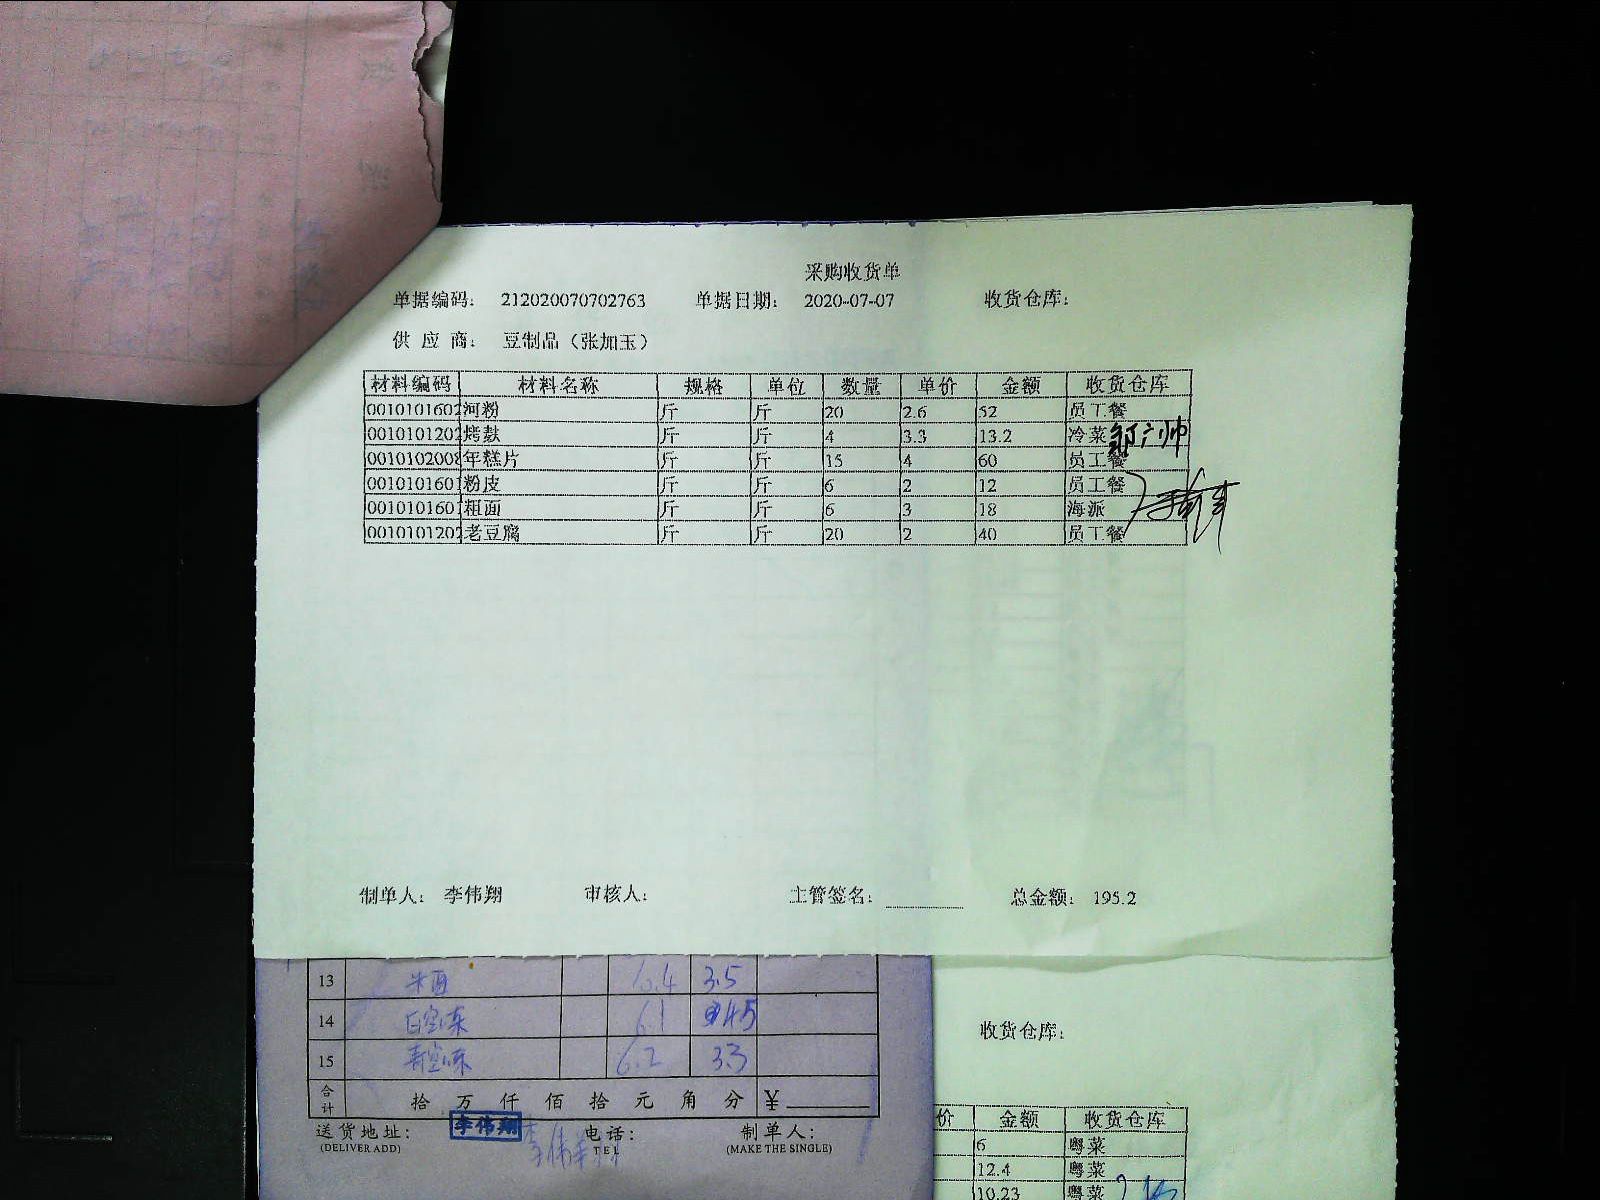 采购收货单
单据编码: 212020070702763 单据日期: 2020-07-07 收货仓库:
供应商: 豆制品（张加玉）
材料编码 材料名称 规格 单位 数量 单价 金额 收货仓库
0010101602 河粉 斤 斤 20 2.6 52 员工餐
0010101202 烤麸 斤 斤 4 3.3 13.2 冷菜
0010102008 年糕片 斤 斤 15 4 60 员工餐
0010101601 粉皮 斤 斤 6 2 12 员工餐
0010101601 粗面 斤 斤 6 3 18 海派
0010101202 老豆腐 斤 斤 20 2 40 员工餐
制单人: 李伟翔 审核人: 主管签名: 总金额: 195.2
13 10.4 3.5
14 6.1
15 6.2 3.3
合计 拾 万 仟 佰 拾 元 角 分 ¥
送货地址: 李伟翔 电话: 制单人:
(DELIVER ADD) TEL (MAKE THE SINGLE)
收货仓库:
价 金额 收货仓库
6 粤菜
12.4 粤菜
10.23 粤菜